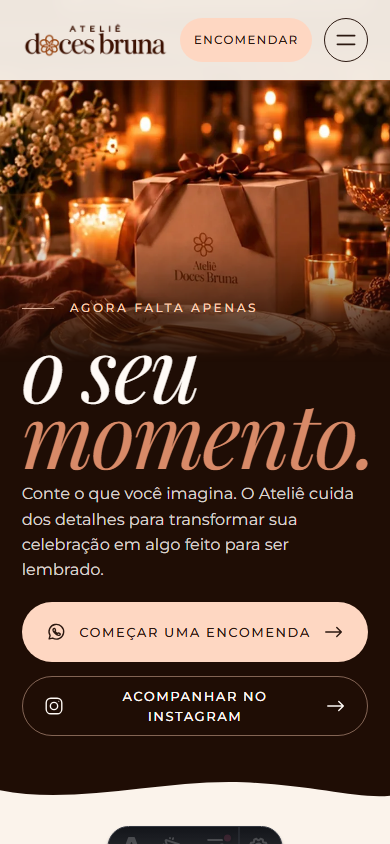 ATELIÊ
doces bruna
ENCOMENDAR
Ateliê
Doces Bruna
AGORA FALTA APENAS
o seu
momento.
Conte o que você imagina. O Ateliê cuida
dos detalhes para transformar sua
celebração em algo feito para ser
lembrado.
COMEÇAR UMA ENCOMENDA
ACOMPANHAR NO
INSTAGRAM